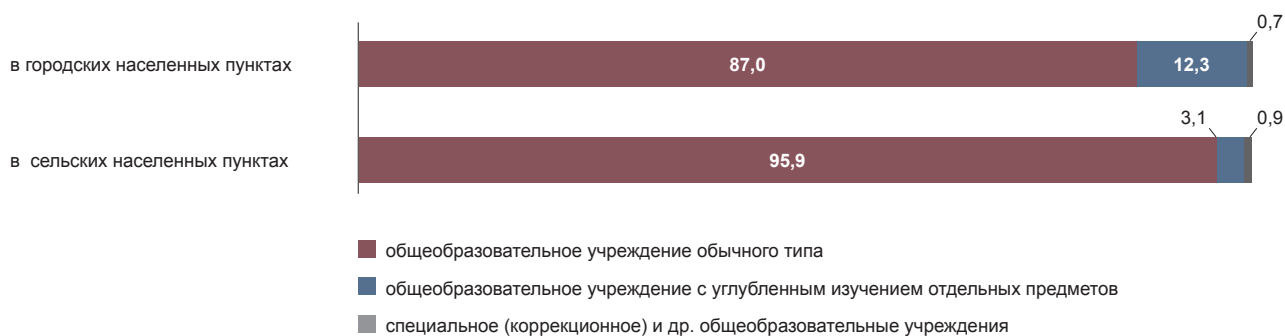 0,7
в городских населенных пунктах
87,0
12,3
3,1
0,9
в сельских населенных пунктах
95,9
общеобразовательное учреждение обычного типа
общеобразовательное учреждение с углубленным изучением отдельных предметов
специальное (коррекционное) и др. общеобразовательные учреждения